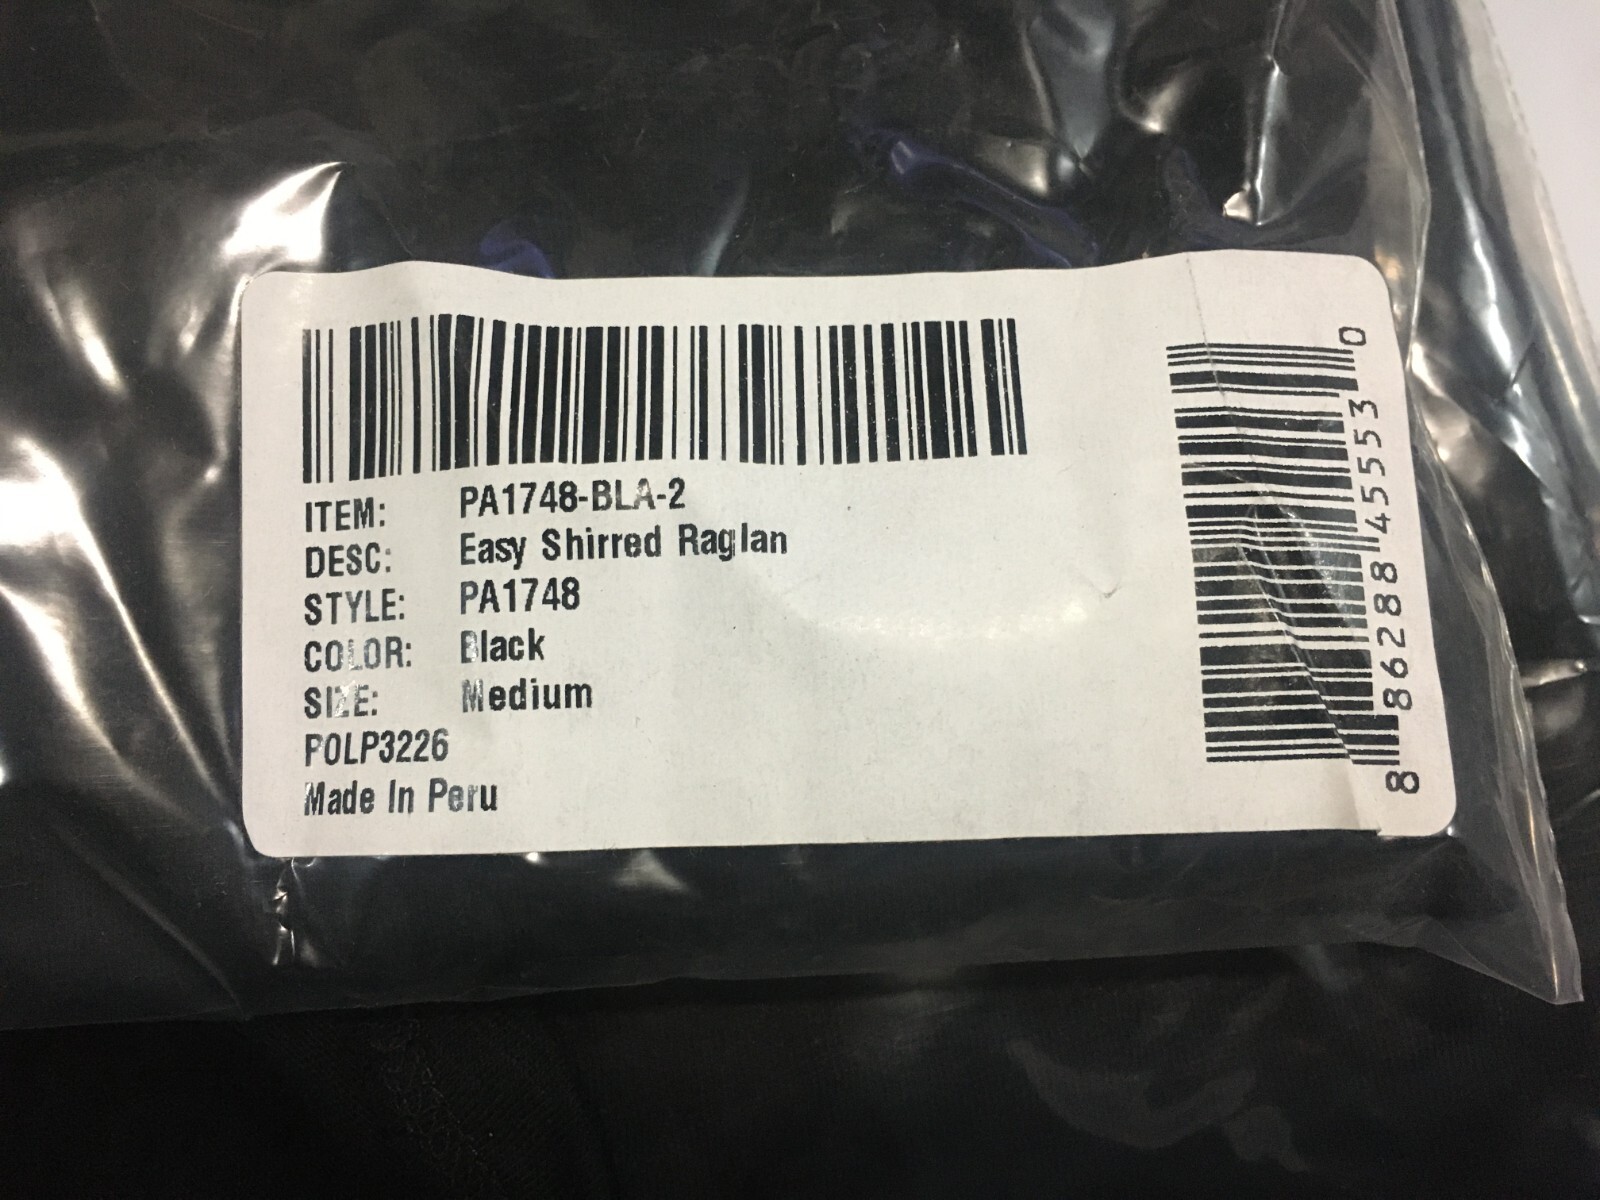 ITEM: PA1748-BLA-2
DESC: Easy Shirred Raglan
STYLE: PA1748
COLOR: Black
SIZE: Medium
POLP3226
Made In Peru
8 86288 45553 0